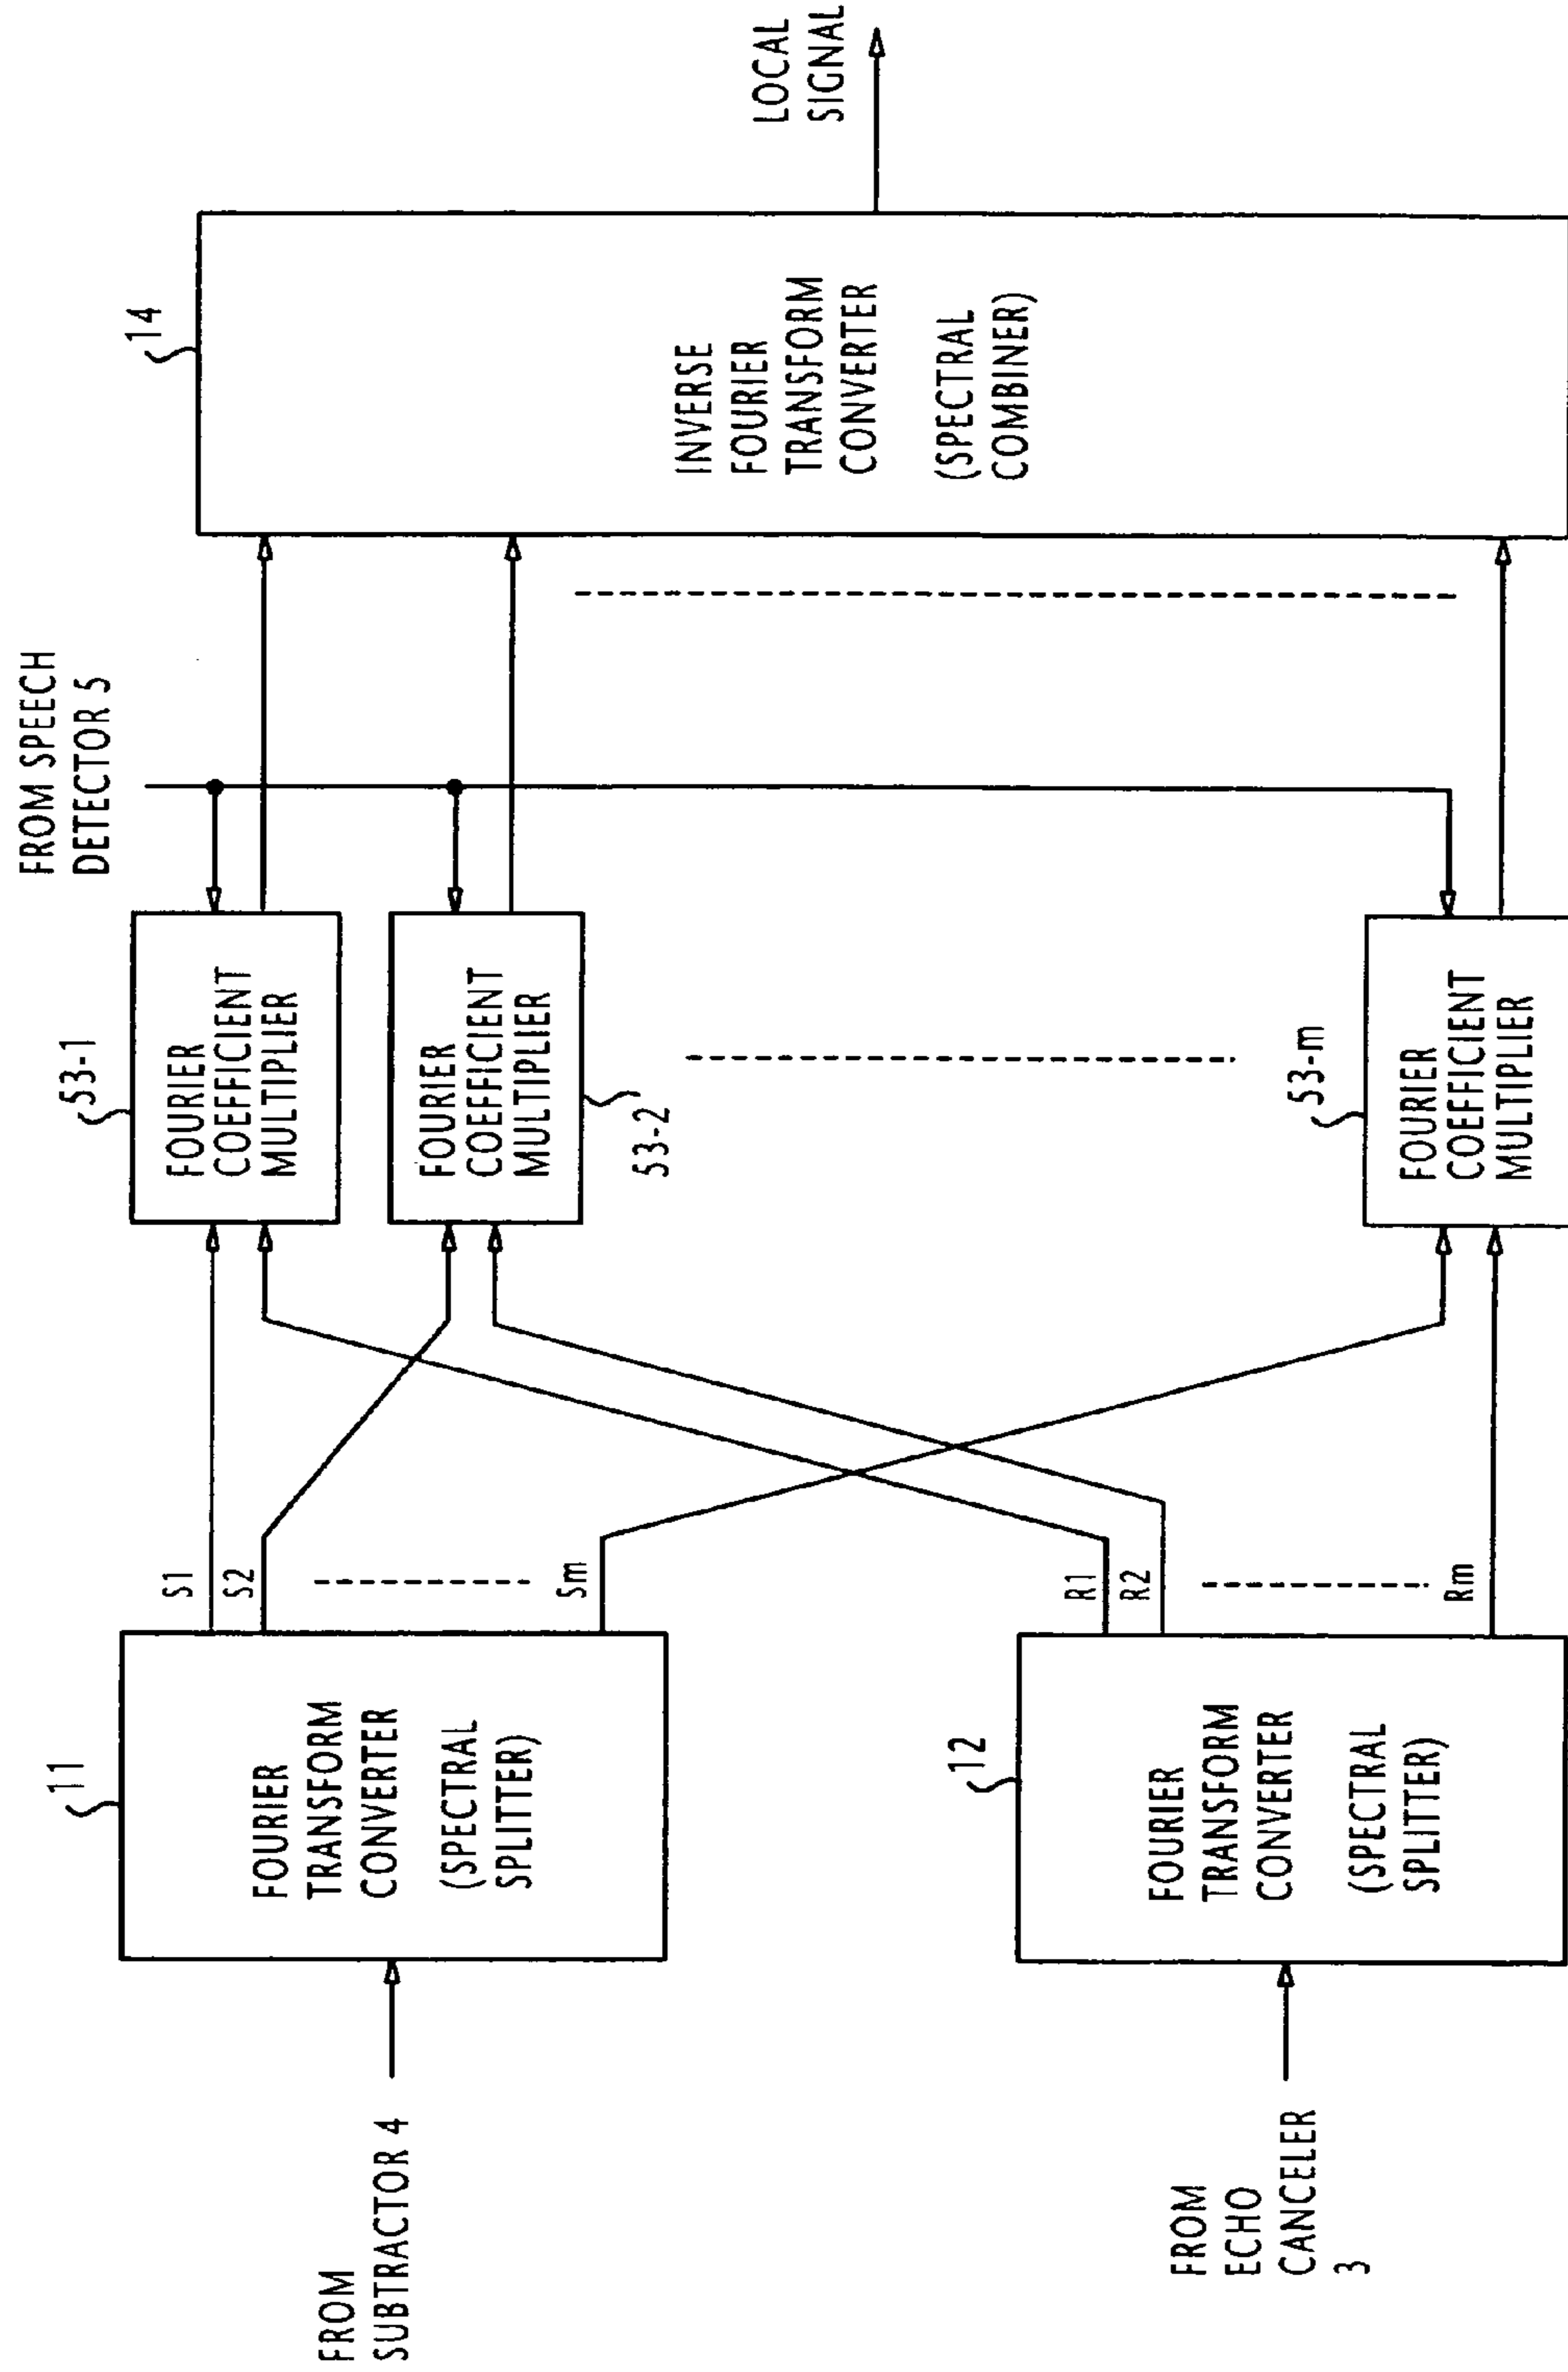 FROM
SUBTRACTOR 4
11
FOURIER
TRANSFORM
CONVERTER
(SPECTRAL
SPLITTER)
S1
S2
Sm
FROM
ECHO
CANCELER
3
12
FOURIER
TRANSFORM
CONVERTER
(SPECTRAL
SPLITTER)
R1
R2
Rm
FROM SPEECH
DETECTOR 5
53-1
FOURIER
COEFFICIENT
MULTIPLIER
FOURIER
COEFFICIENT
MULTIPLIER
53-2
53-m
FOURIER
COEFFICIENT
MULTIPLIER
14
INVERSE
FOURIER
TRANSFORM
CONVERTER
(SPECTRAL
COMBINER)
LOCAL
SIGNAL